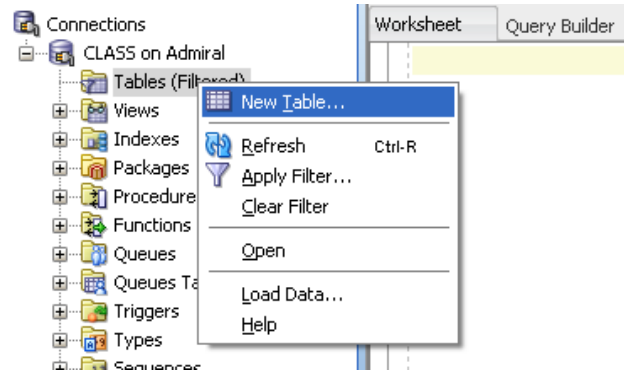 Connections
Worksheet
Query Builder
CLASS on Admiral
Tables (Filtered)
New Table...
Views
Indexes
Refresh Ctrl-R
Packages
Apply Filter...
Procedure
Clear Filter
Functions
Queues
Open
Queues Ta
Load Data...
Triggers
Help
Types
Sequences